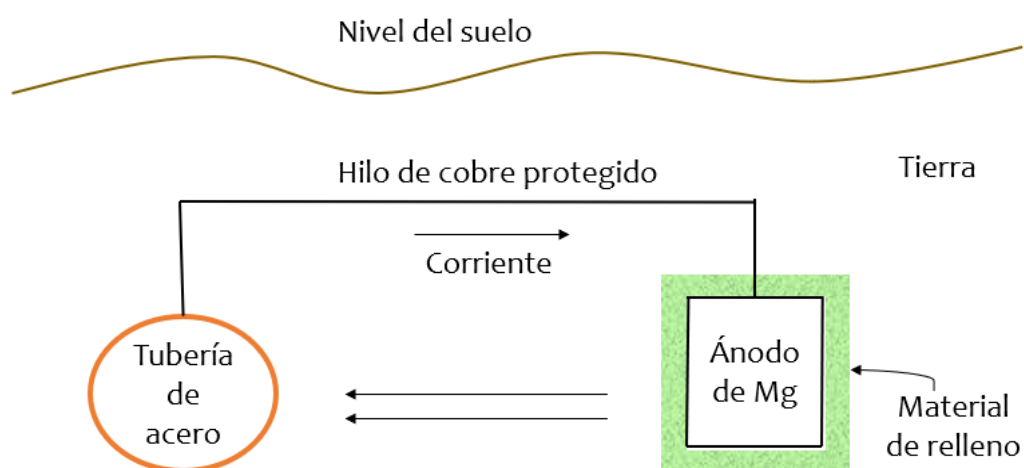 Nivel del suelo
Tierra
Hilo de cobre protegido
Corriente
Tubería
de
acero
Ánodo
de Mg
Material
de relleno